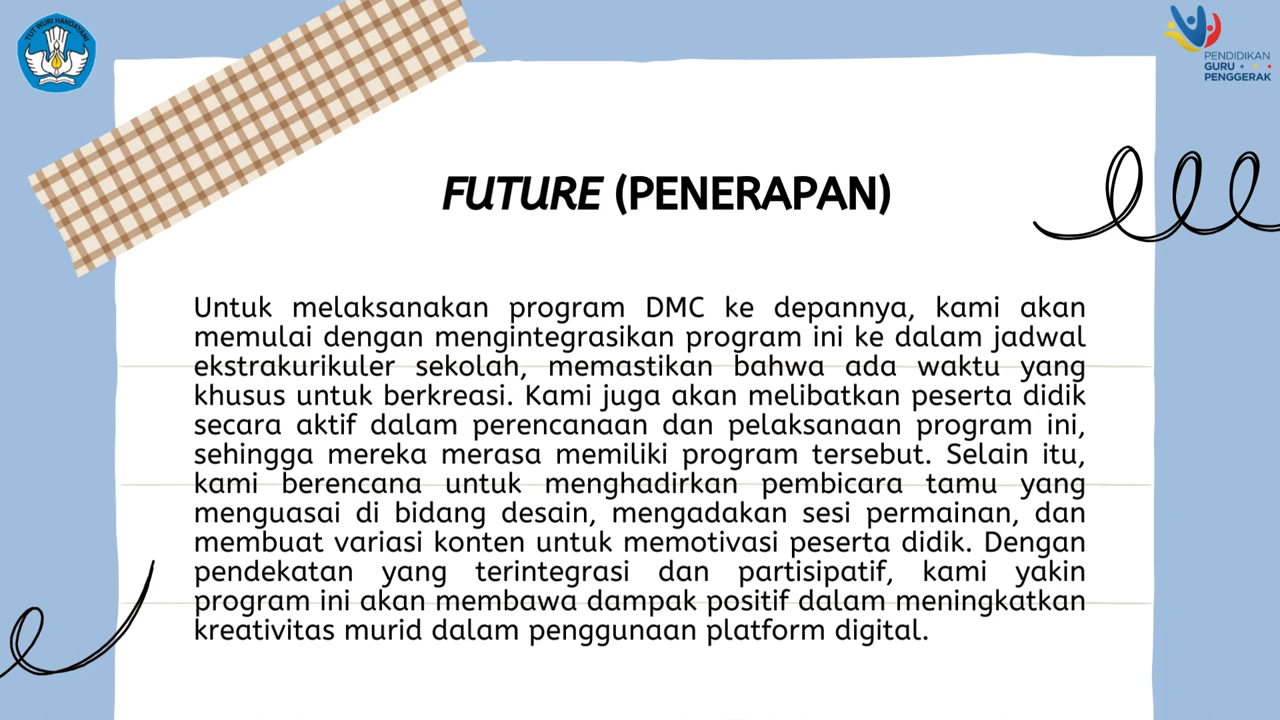 TUT WURI HANDAYANI
PENDIDIKAN
GURU
PENGGERAK
FUTURE (PENERAPAN)
Untuk melaksanakan program DMC ke depannya, kami akan
memulai dengan mengintegrasikan program ini ke dalam jadwal
ekstrakurikuler sekolah, memastikan bahwa ada waktu yang
khusus untuk berkreasi. Kami juga akan melibatkan peserta didik
secara aktif dalam perencanaan dan pelaksanaan program ini,
sehingga mereka merasa memiliki program tersebut. Selain itu,
kami berencana untuk menghadirkan pembicara tamu yang
menguasai di bidang desain, mengadakan sesi permainan, dan
membuat variasi konten untuk memotivasi peserta didik. Dengan
pendekatan yang terintegrasi dan partisipatif, kami yakin
program ini akan membawa dampak positif dalam meningkatkan
kreativitas murid dalam penggunaan platform digital.